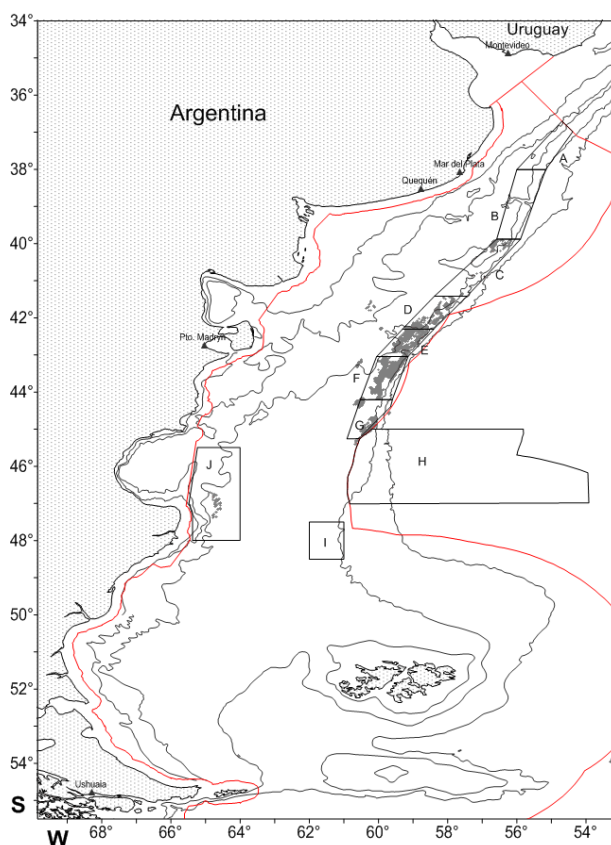 34°
Uruguay
Montevideo
36°
Argentina
A
38°
Mar del Plata
Quequén
B
40°
C
42°
D
Pto. Madryn
E
F
44°
G
46°
J
H
48°
I
50°
52°
54°
Ushuaia
S
W
68°
66°
64°
62°
60°
58°
56°
54°